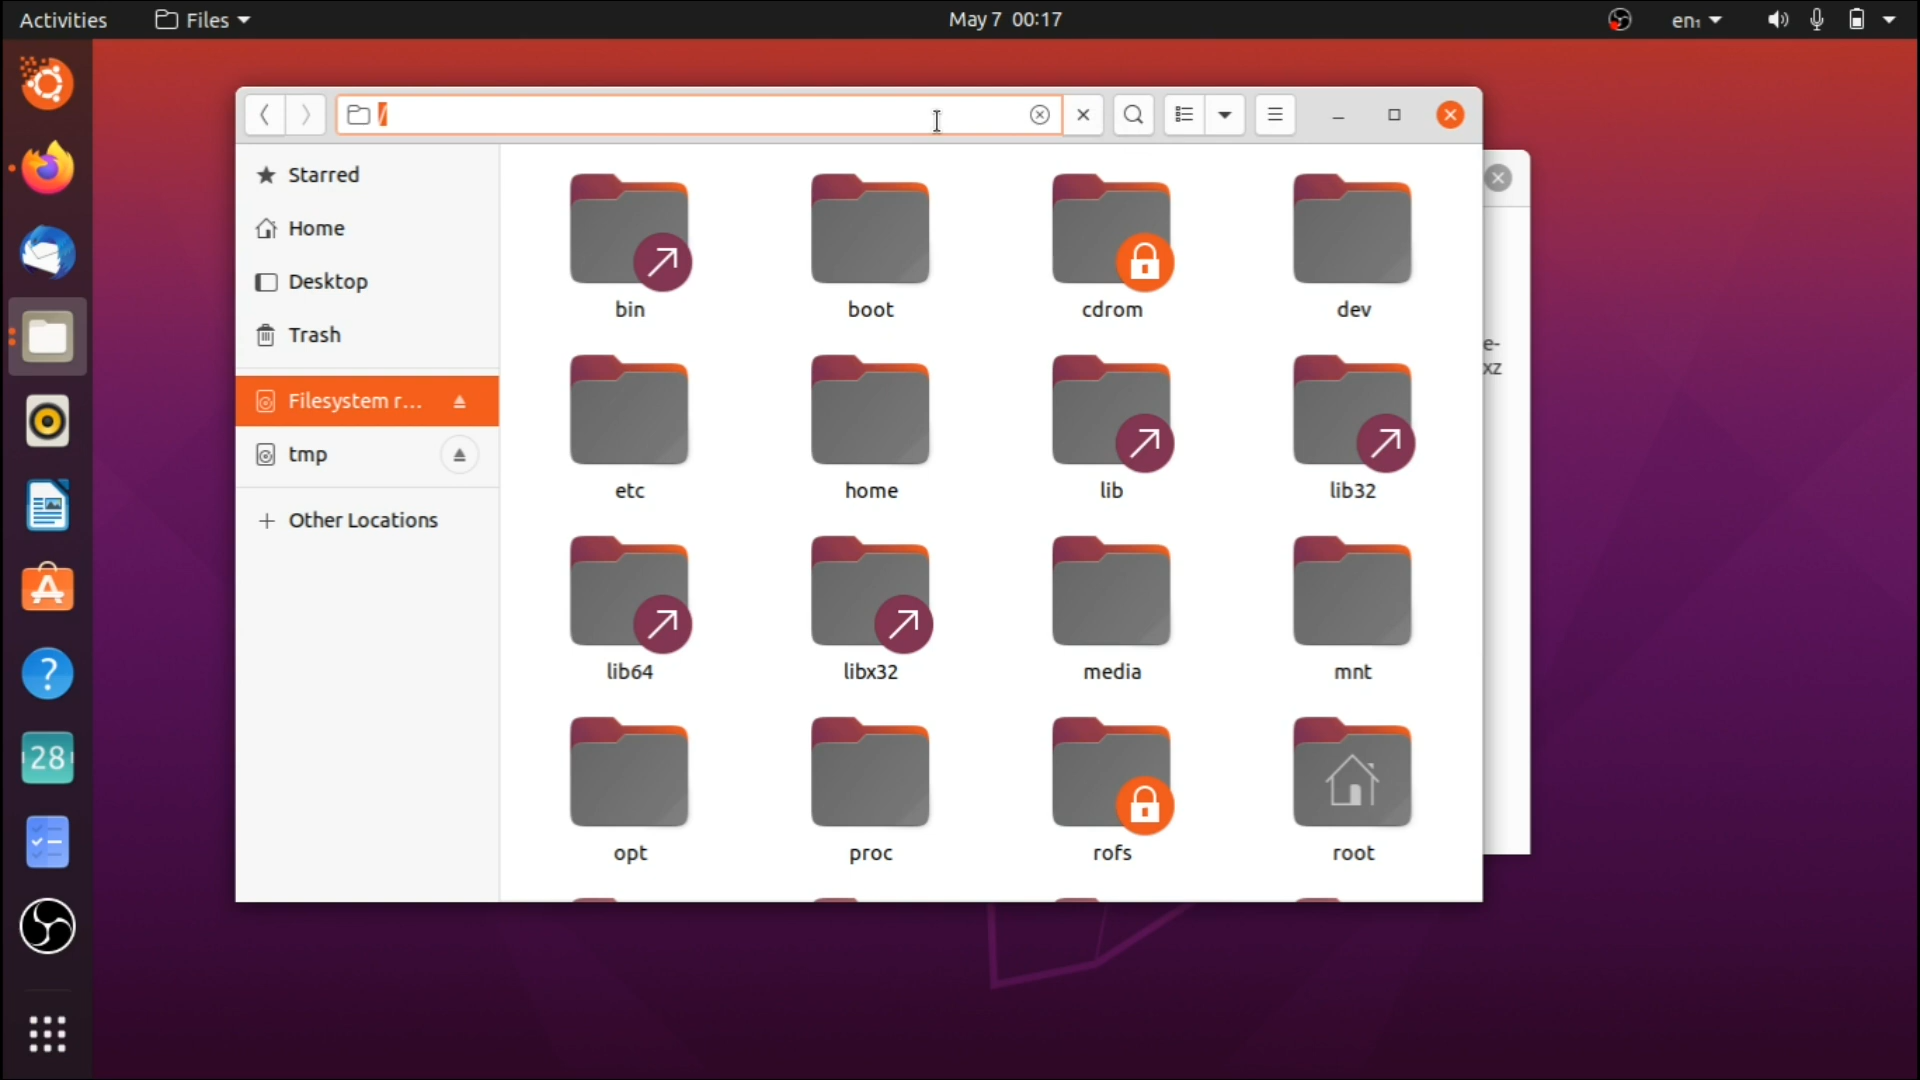 Activities
Files
May 7 00:17
en₁
/
Starred
Home
Desktop
Trash
Filesystem r...
tmp
Other Locations
bin
boot
cdrom
dev
etc
home
lib
lib32
lib64
libx32
media
mnt
opt
proc
rofs
root
e-
xz
28